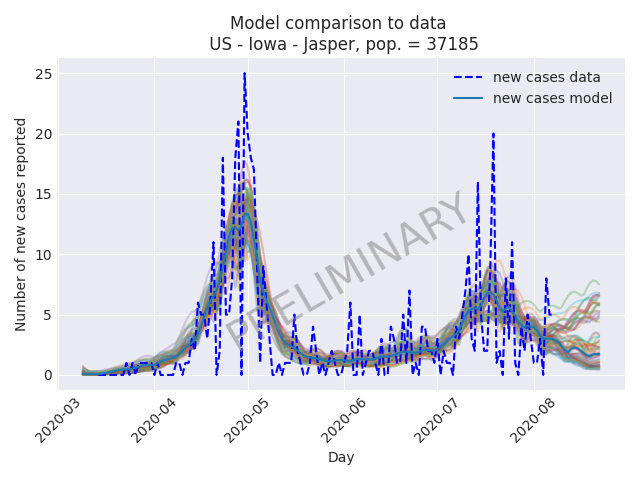 Model comparison to data
US - Iowa - Jasper, pop. = 37185
new cases data
new cases model
Number of new cases reported
25
20
15
10
5
0
PRELIMINARY
2020-03
2020-04
2020-05
2020-06
2020-07
2020-08
Day